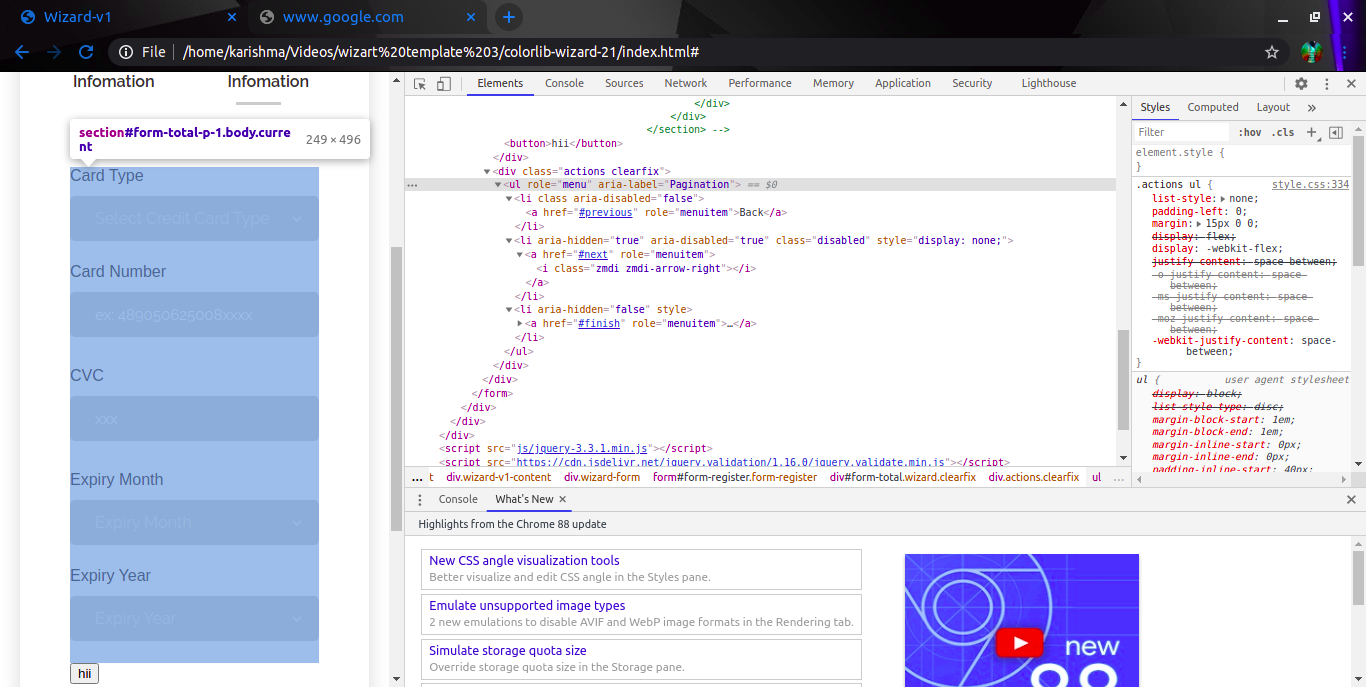 Wizard-v1
www.google.com
File
/home/karishma/Videos/wizart%20template%203/colorlib-wizard-21/index.html#
Infomation
Infomation
section#form-total-p-1.body.curre
nt
249 × 496
Card Type
Select Credit Card Type
Card Number
ex: 489050625008xxxx
CVC
xxx
Expiry Month
Expiry Month
Expiry Year
Expiry Year
hii
Elements
Console
Sources
Network
Performance
Memory
Application
Security
Lighthouse
</div>
</div>
</section> -->
<button>hii</button>
</div>
▼<div class="actions clearfix">
… ▼<ul role="menu" aria-label="Pagination"> == $0
▼<li class aria-disabled="false">
<a href="#previous" role="menuitem">Back</a>
</li>
▼<li aria-hidden="true" aria-disabled="true" class="disabled" style="display: none;">
▼<a href="#next" role="menuitem">
<i class="zmdi zmdi-arrow-right"></i>
</a>
</li>
▼<li aria-hidden="false" style>
▶<a href="#finish" role="menuitem">…</a>
</li>
</ul>
</div>
</div>
</form>
</div>
</div>
</div>
<script src="js/jquery-3.3.1.min.js"></script>
<script src="https://cdn.jsdelivr.net/jquery.validation/1.16.0/jquery.validate.min.js"></script>
… t div.wizard-v1-content div.wizard-form form#form-register.form-register div#form-total.wizard.clearfix div.actions.clearfix ul …
Styles
Computed
Layout
»
Filter
:hov .cls +
element.style {
}
.actions ul { style.css:334
list-style:▶ none;
padding-left: 0;
margin:▶ 15px 0 0;
display: flex;
display: -webkit-flex;
justify-content: space-between;
-o-justify-content: space-
between;
-ms-justify-content: space-
between;
-moz-justify-content: space-
between;
-webkit-justify-content: space-
between;
}
ul { user agent stylesheet
display: block;
list-style-type: disc;
margin-block-start: 1em;
margin-block-end: 1em;
margin-inline-start: 0px;
margin-inline-end: 0px;
padding-inline-start: 40px;
Console
What's New ×
Highlights from the Chrome 88 update
New CSS angle visualization tools
Better visualize and edit CSS angle in the Styles pane.
Emulate unsupported image types
2 new emulations to disable AVIF and WebP image formats in the Rendering tab.
Simulate storage quota size
Override storage quota size in the Storage pane.
new
88